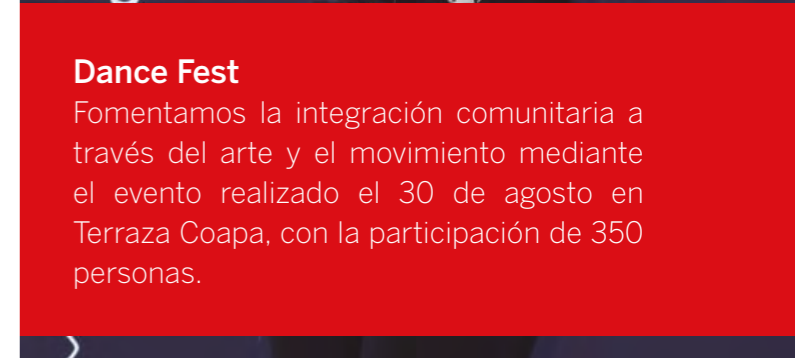 Dance Fest
Fomentamos la integración comunitaria a
través del arte y el movimiento mediante
el evento realizado el 30 de agosto en
Terraza Coapa, con la participación de 350
personas.